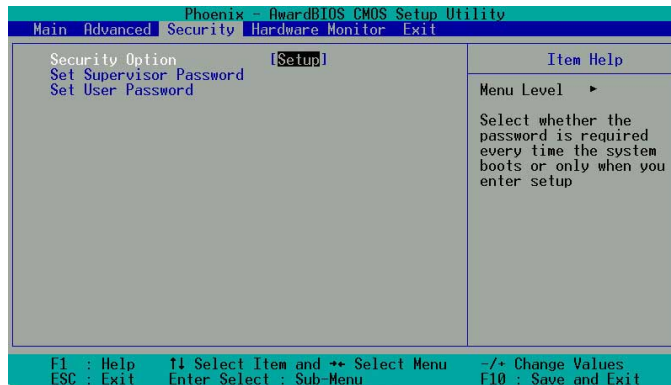 Phoenix - AwardBIOS CMOS Setup Utility
Main Advanced Security Hardware Monitor Exit
Security Option [Setup]
Set Supervisor Password
Set User Password
Item Help
Menu Level ►
Select whether the
password is required
every time the system
boots or only when you
enter setup
F1 : Help ↑↓ Select Item and →← Select Menu -/+ Change Values
ESC : Exit Enter Select : Sub-Menu F10 : Save and Exit